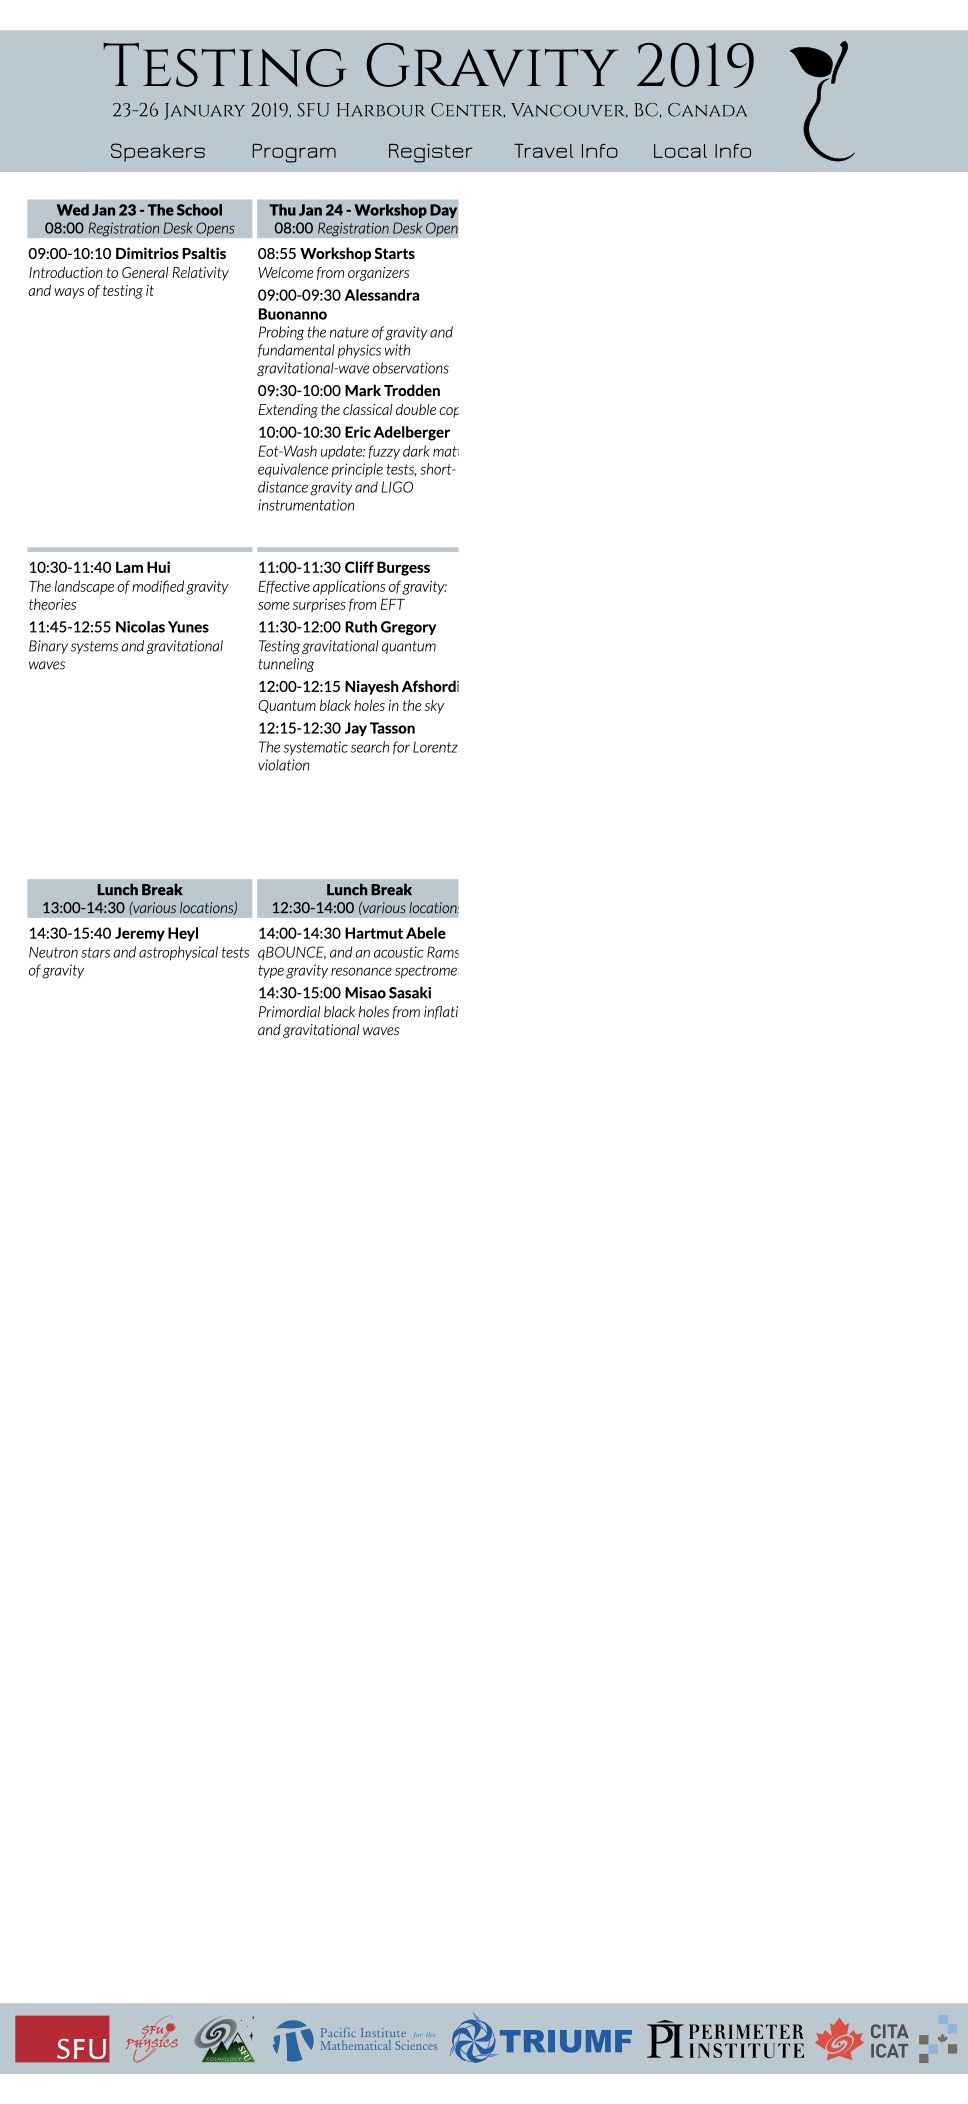 Testing Gravity 2019
23-26 January 2019, SFU Harbour Center, Vancouver, BC, Canada
Speakers Program Register Travel Info Local Info
Wed Jan 23 - The School
08:00 Registration Desk Opens
09:00-10:10 Dimitrios Psaltis
Introduction to General Relativity
and ways of testing it
10:30-11:40 Lam Hui
The landscape of modified gravity
theories
11:45-12:55 Nicolas Yunes
Binary systems and gravitational
waves
Lunch Break
13:00-14:30 (various locations)
14:30-15:40 Jeremy Heyl
Neutron stars and astrophysical tests
of gravity
Thu Jan 24 - Workshop Day
08:00 Registration Desk Open
08:55 Workshop Starts
Welcome from organizers
09:00-09:30 Alessandra
Buonanno
Probing the nature of gravity and
fundamental physics with
gravitational-wave observations
09:30-10:00 Mark Trodden
Extending the classical double cop
10:00-10:30 Eric Adelberger
Eot-Wash update: fuzzy dark matt
equivalence principle tests, short-
distance gravity and LIGO
instrumentation
11:00-11:30 Cliff Burgess
Effective applications of gravity:
some surprises from EFT
11:30-12:00 Ruth Gregory
Testing gravitational quantum
tunneling
12:00-12:15 Niayesh Afshordi
Quantum black holes in the sky
12:15-12:30 Jay Tasson
The systematic search for Lorentz
violation
Lunch Break
12:30-14:00 (various location
14:00-14:30 Hartmut Abele
qBOUNCE, and an acoustic Rams
type gravity resonance spectrome
14:30-15:00 Misao Sasaki
Primordial black holes from inflati
and gravitational waves
SFU
SFU
PHYSICS
COSMOLOGY SFU
Pacific Institute for the
Mathematical Sciences
TRIUMF
PI PERIMETER
INSTITUTE
CITA
ICAT